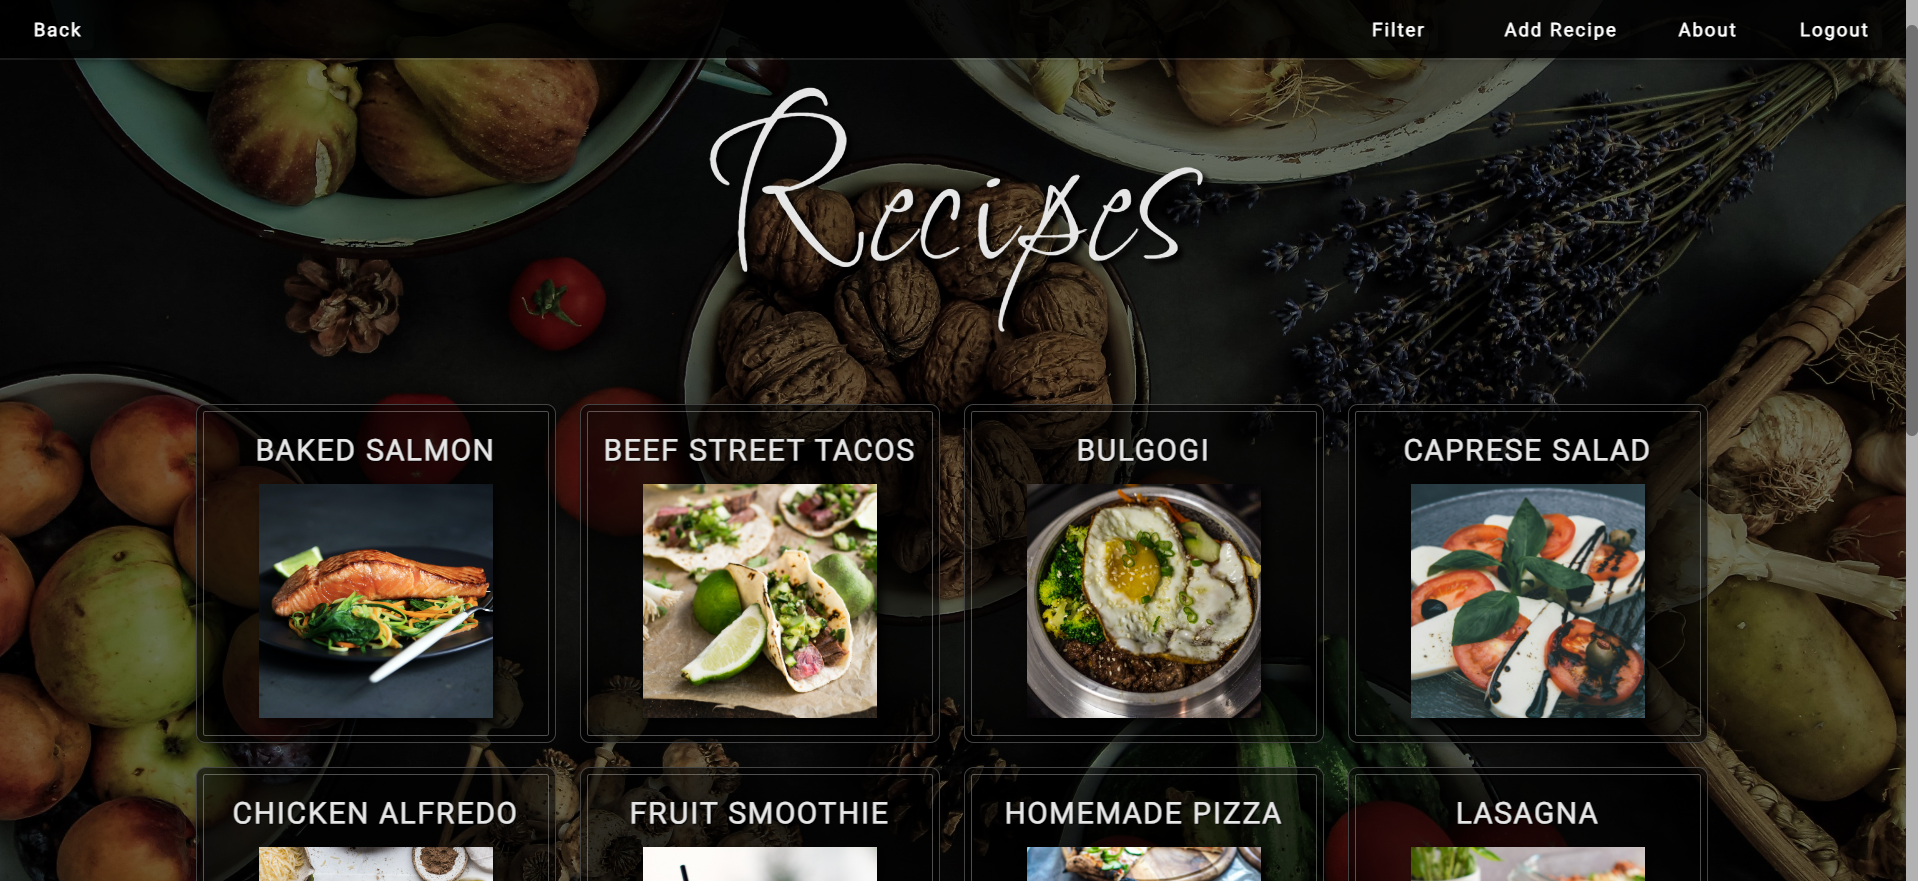 Back Filter Add Recipe About Logout
Recipes
BAKED SALMON BEEF STREET TACOS BULGOGI CAPRESE SALAD
CHICKEN ALFREDO FRUIT SMOOTHIE HOMEMADE PIZZA LASAGNA